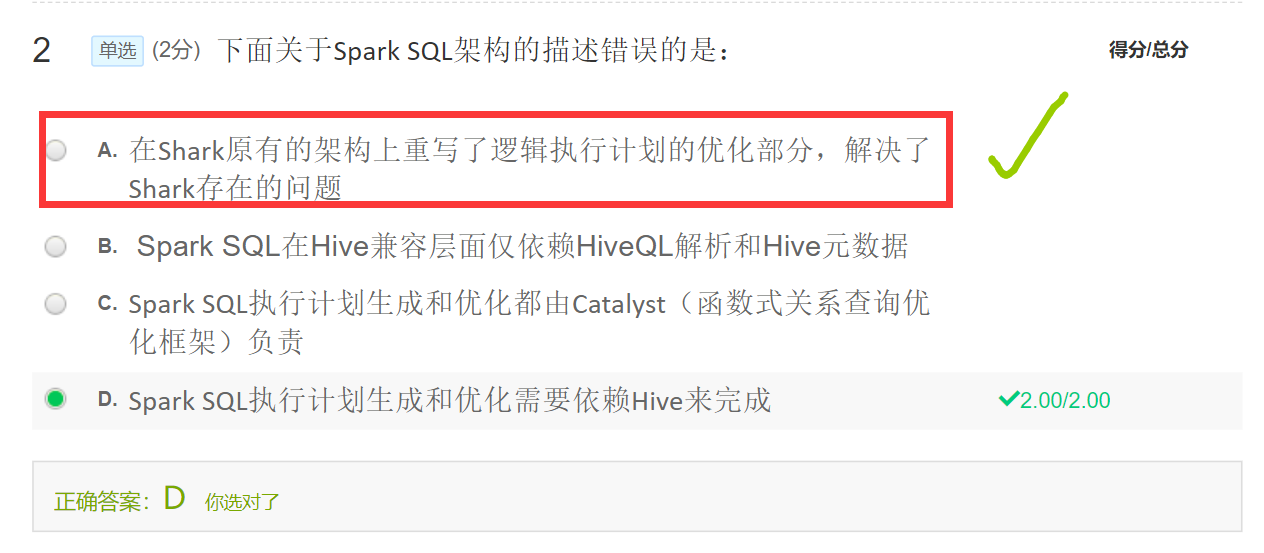 2 单选 (2分) 下面关于Spark SQL架构的描述错误的是： 得分/总分
A. 在Shark原有的架构上重写了逻辑执行计划的优化部分，解决了
Shark存在的问题
B. Spark SQL在Hive兼容层面仅依赖HiveQL解析和Hive元数据
C. Spark SQL执行计划生成和优化都由Catalyst（函数式关系查询优
化框架）负责
D. Spark SQL执行计划生成和优化需要依赖Hive来完成 2.00/2.00
正确答案：D 你选对了